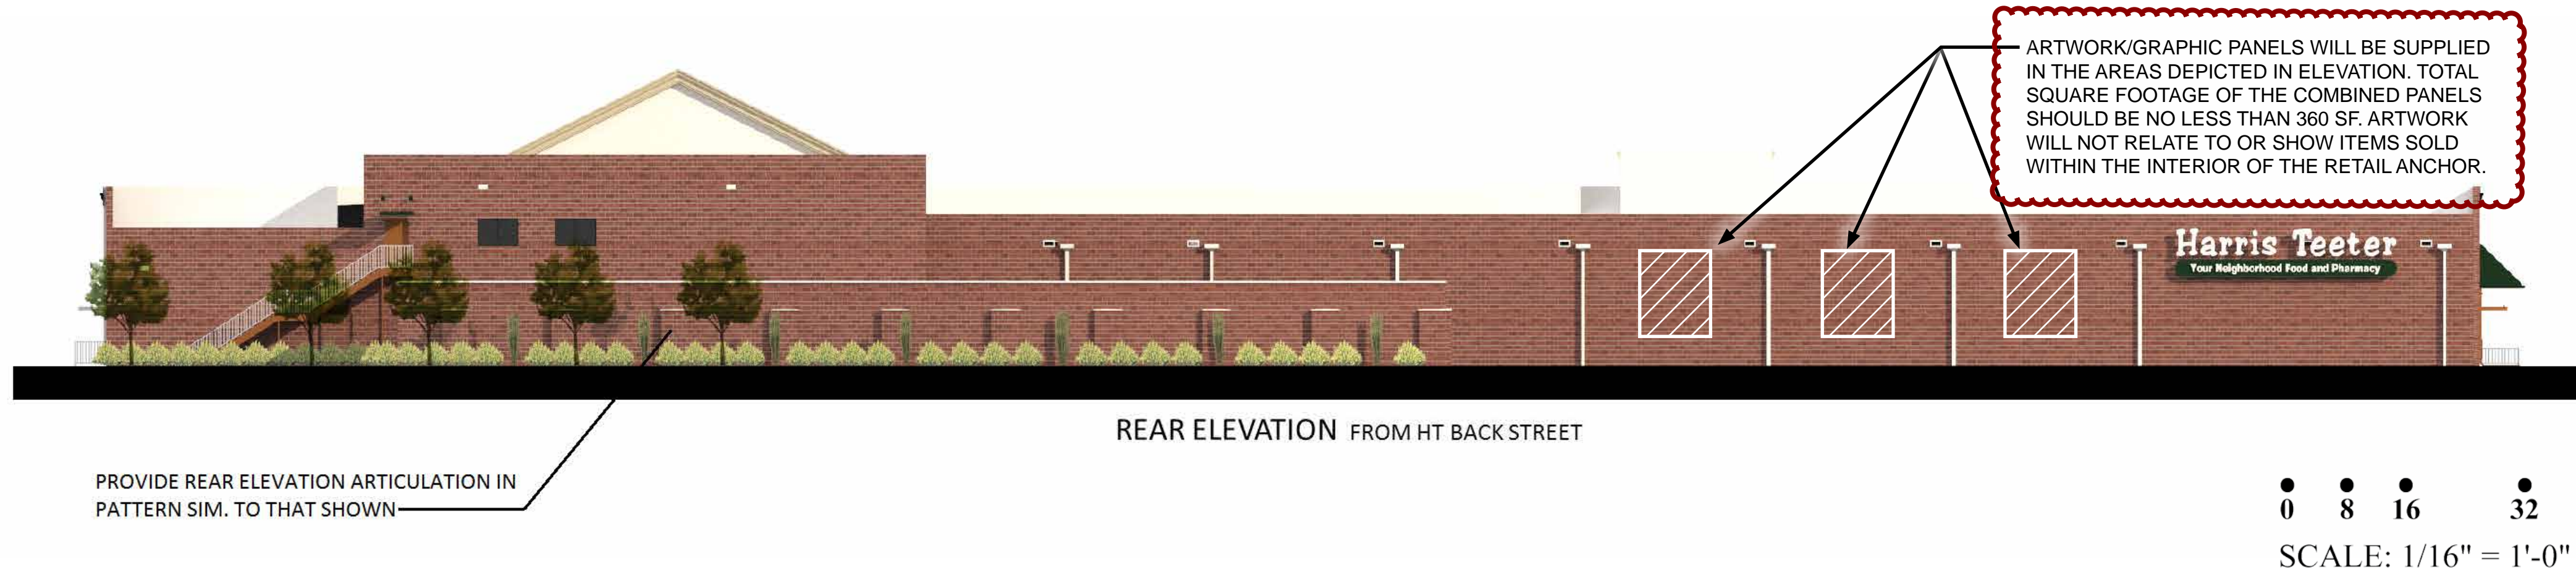 ARTWORK/GRAPHIC PANELS WILL BE SUPPLIED
IN THE AREAS DEPICTED IN ELEVATION. TOTAL
SQUARE FOOTAGE OF THE COMBINED PANELS
SHOULD BE NO LESS THAN 360 SF. ARTWORK
WILL NOT RELATE TO OR SHOW ITEMS SOLD
WITHIN THE INTERIOR OF THE RETAIL ANCHOR.
Harris Teeter
Your Neighborhood Food and Pharmacy
REAR ELEVATION FROM HT BACK STREET
PROVIDE REAR ELEVATION ARTICULATION IN
PATTERN SIM. TO THAT SHOWN
0 8 16 32
SCALE: 1/16" = 1'-0"